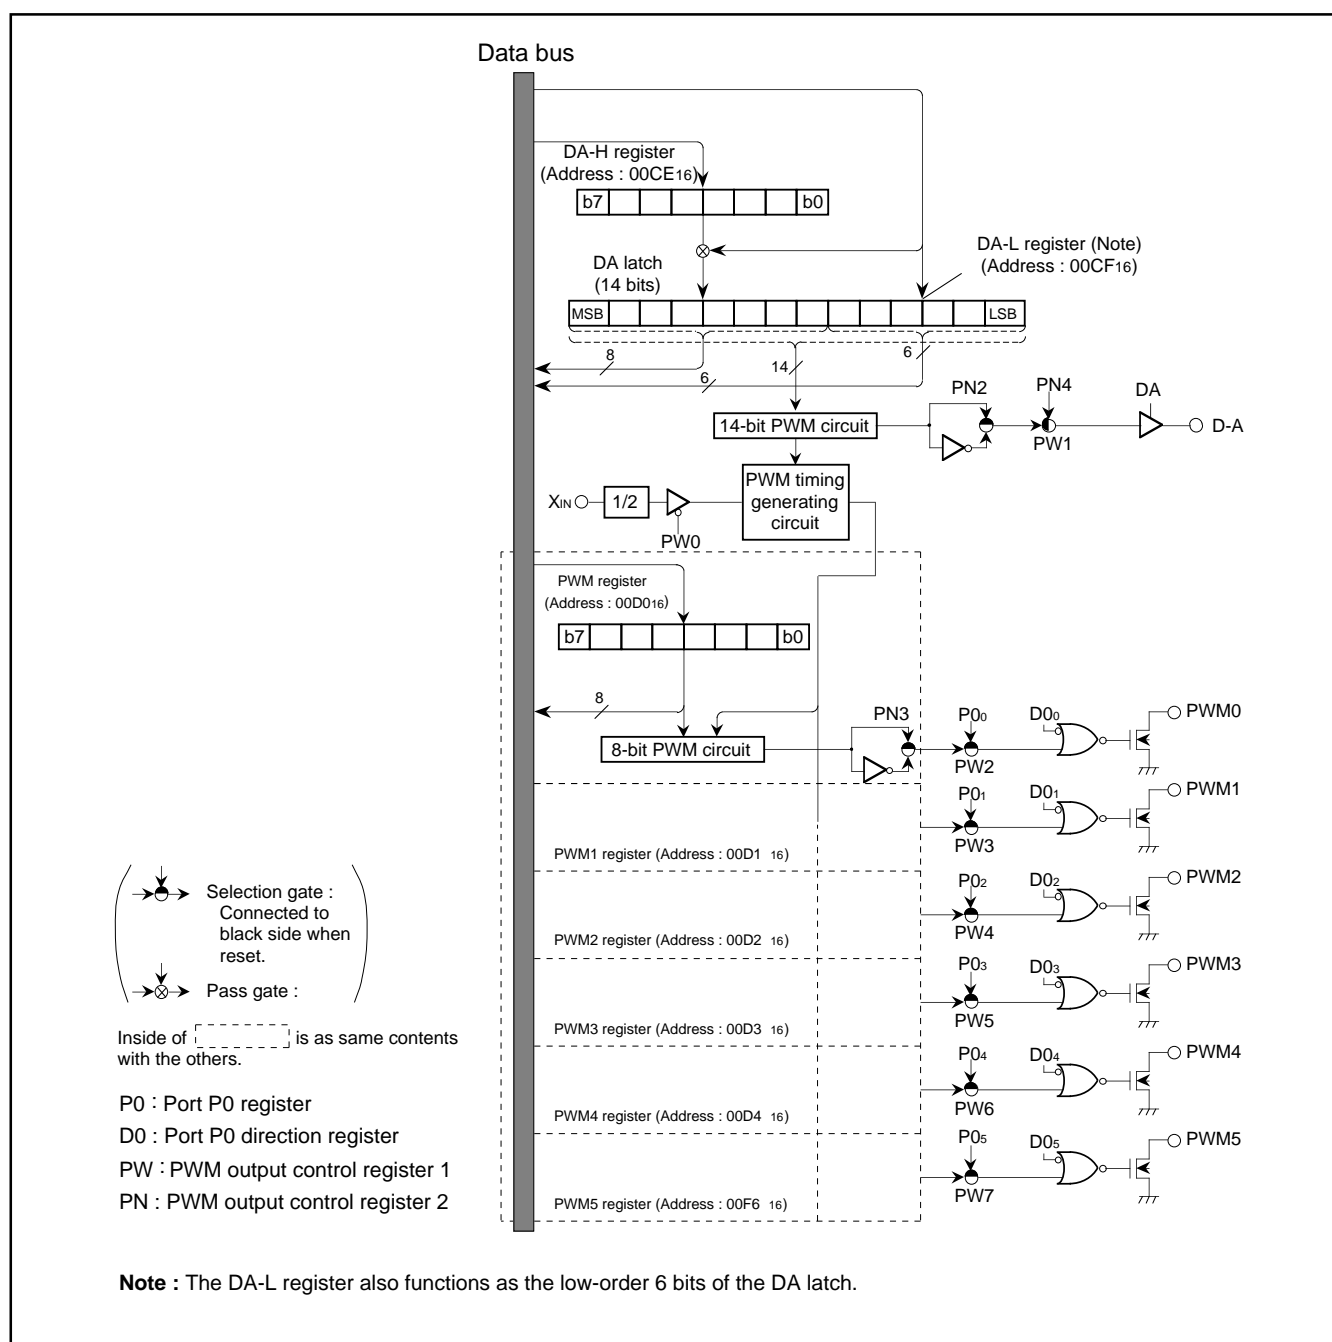 Data bus
DA-H register
(Address : 00CE16)
b7
b0
DA latch
(14 bits)
DA-L register (Note)
(Address : 00CF16)
MSB
LSB
8
14
6
6
PN2
PN4
DA
14-bit PWM circuit
D-A
PW1
XIN
1/2
PWM timing
generating
circuit
PW0
PWM register
(Address : 00D016)
b7
b0
8
8-bit PWM circuit
PN3
P00
PW2
D00
PWM0
P01
PW3
D01
PWM1
PWM1 register (Address : 00D1 16)
P02
PW4
D02
PWM2
PWM2 register (Address : 00D2 16)
P03
PW5
D03
PWM3
PWM3 register (Address : 00D3 16)
P04
PW6
D04
PWM4
PWM4 register (Address : 00D4 16)
P05
PW7
D05
PWM5
PWM5 register (Address : 00F6 16)
Selection gate :
Connected to
black side when
reset.
Pass gate :
Inside of is as same contents
with the others.
P0 : Port P0 register
D0 : Port P0 direction register
PW : PWM output control register 1
PN : PWM output control register 2
Note : The DA-L register also functions as the low-order 6 bits of the DA latch.